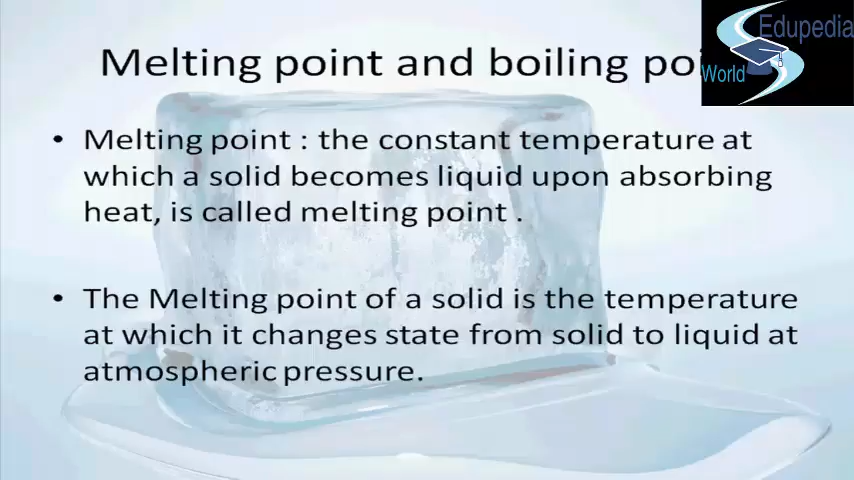 Melting point and boiling poi
Edupedia
World
• Melting point : the constant temperature at
which a solid becomes liquid upon absorbing
heat, is called melting point .
• The Melting point of a solid is the temperature
at which it changes state from solid to liquid at
atmospheric pressure.